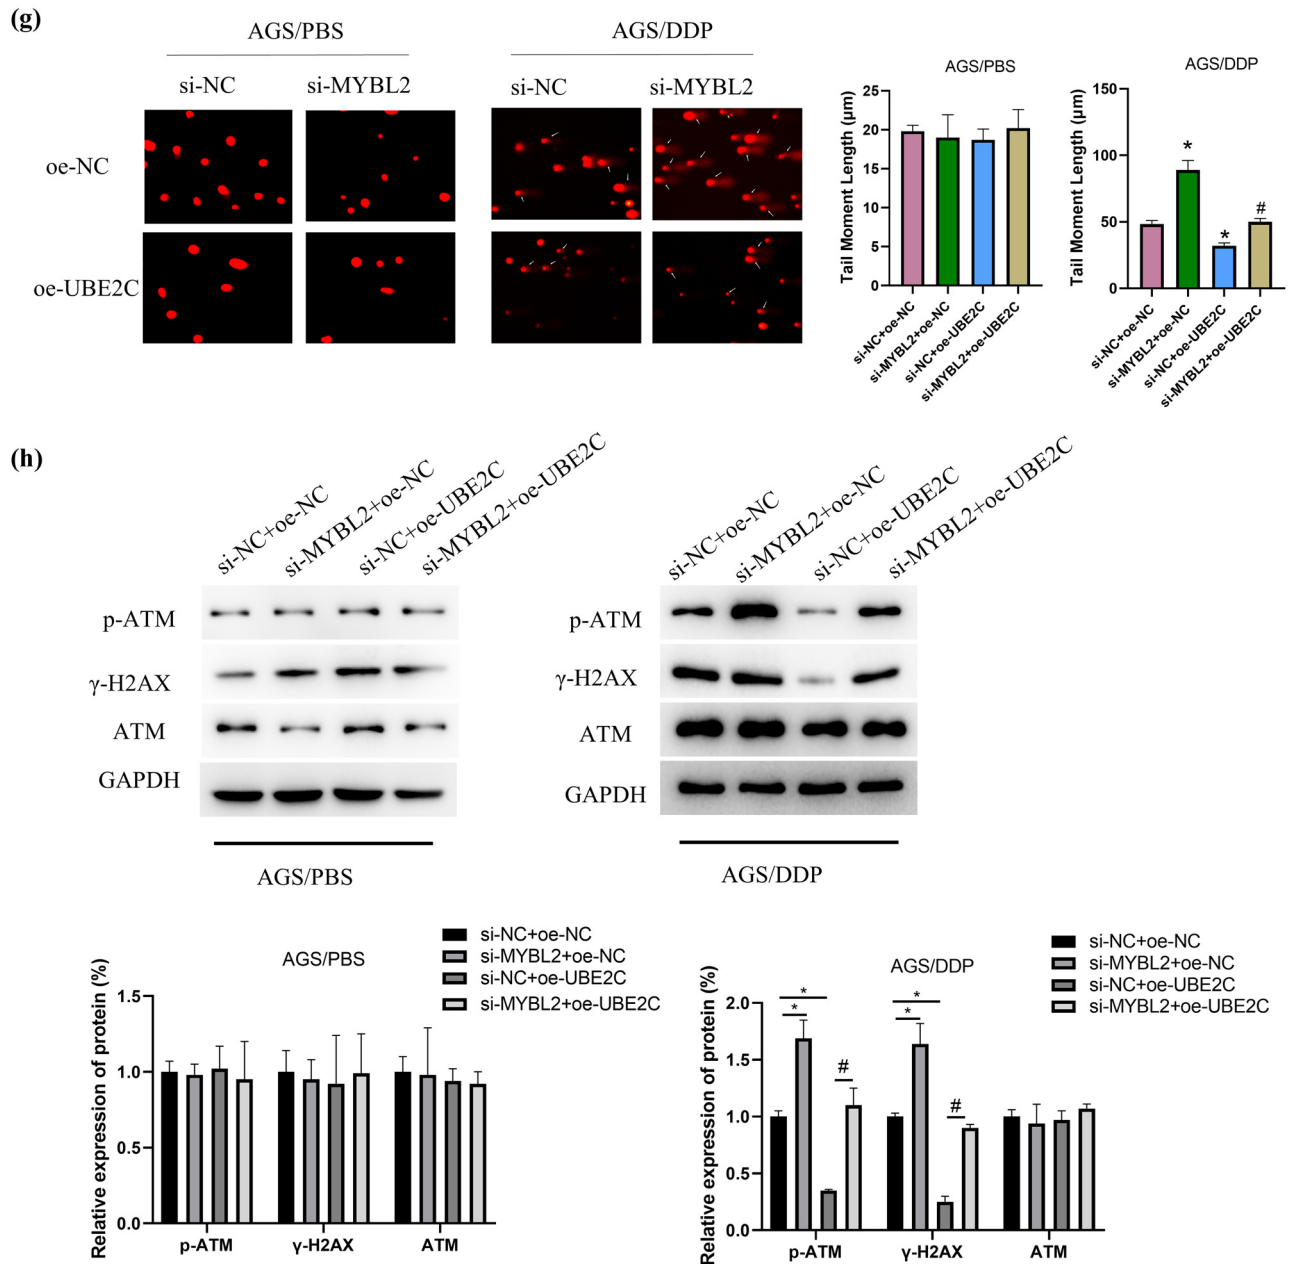 (g)
AGS/PBS
AGS/DDP
si-NC
si-MYBL2
si-NC
si-MYBL2
oe-NC
oe-UBE2C
AGS/PBS
Tail Moment Length (μm)
25
20
15
10
5
0
si-NC+oe-NC
si-MYBL2+oe-NC
si-NC+oe-UBE2C
si-MYBL2+oe-UBE2C
AGS/DDP
Tail Moment Length (μm)
150
100
50
0
*
*
#
si-NC+oe-NC
si-MYBL2+oe-NC
si-NC+oe-UBE2C
si-MYBL2+oe-UBE2C
(h)
si-NC+oe-NC
si-MYBL2+oe-NC
si-NC+oe-UBE2C
si-MYBL2+oe-UBE2C
p-ATM
γ-H2AX
ATM
GAPDH
AGS/PBS
si-NC+oe-NC
si-MYBL2+oe-NC
si-NC+oe-UBE2C
si-MYBL2+oe-UBE2C
p-ATM
γ-H2AX
ATM
GAPDH
AGS/DDP
AGS/PBS
si-NC+oe-NC
si-MYBL2+oe-NC
si-NC+oe-UBE2C
si-MYBL2+oe-UBE2C
Relative expression of protein (%)
1.5
1.0
0.5
0.0
p-ATM
γ-H2AX
ATM
AGS/DDP
si-NC+oe-NC
si-MYBL2+oe-NC
si-NC+oe-UBE2C
si-MYBL2+oe-UBE2C
Relative expression of protein (%)
2.0
1.5
1.0
0.5
0.0
*
*
#
*
*
#
p-ATM
γ-H2AX
ATM